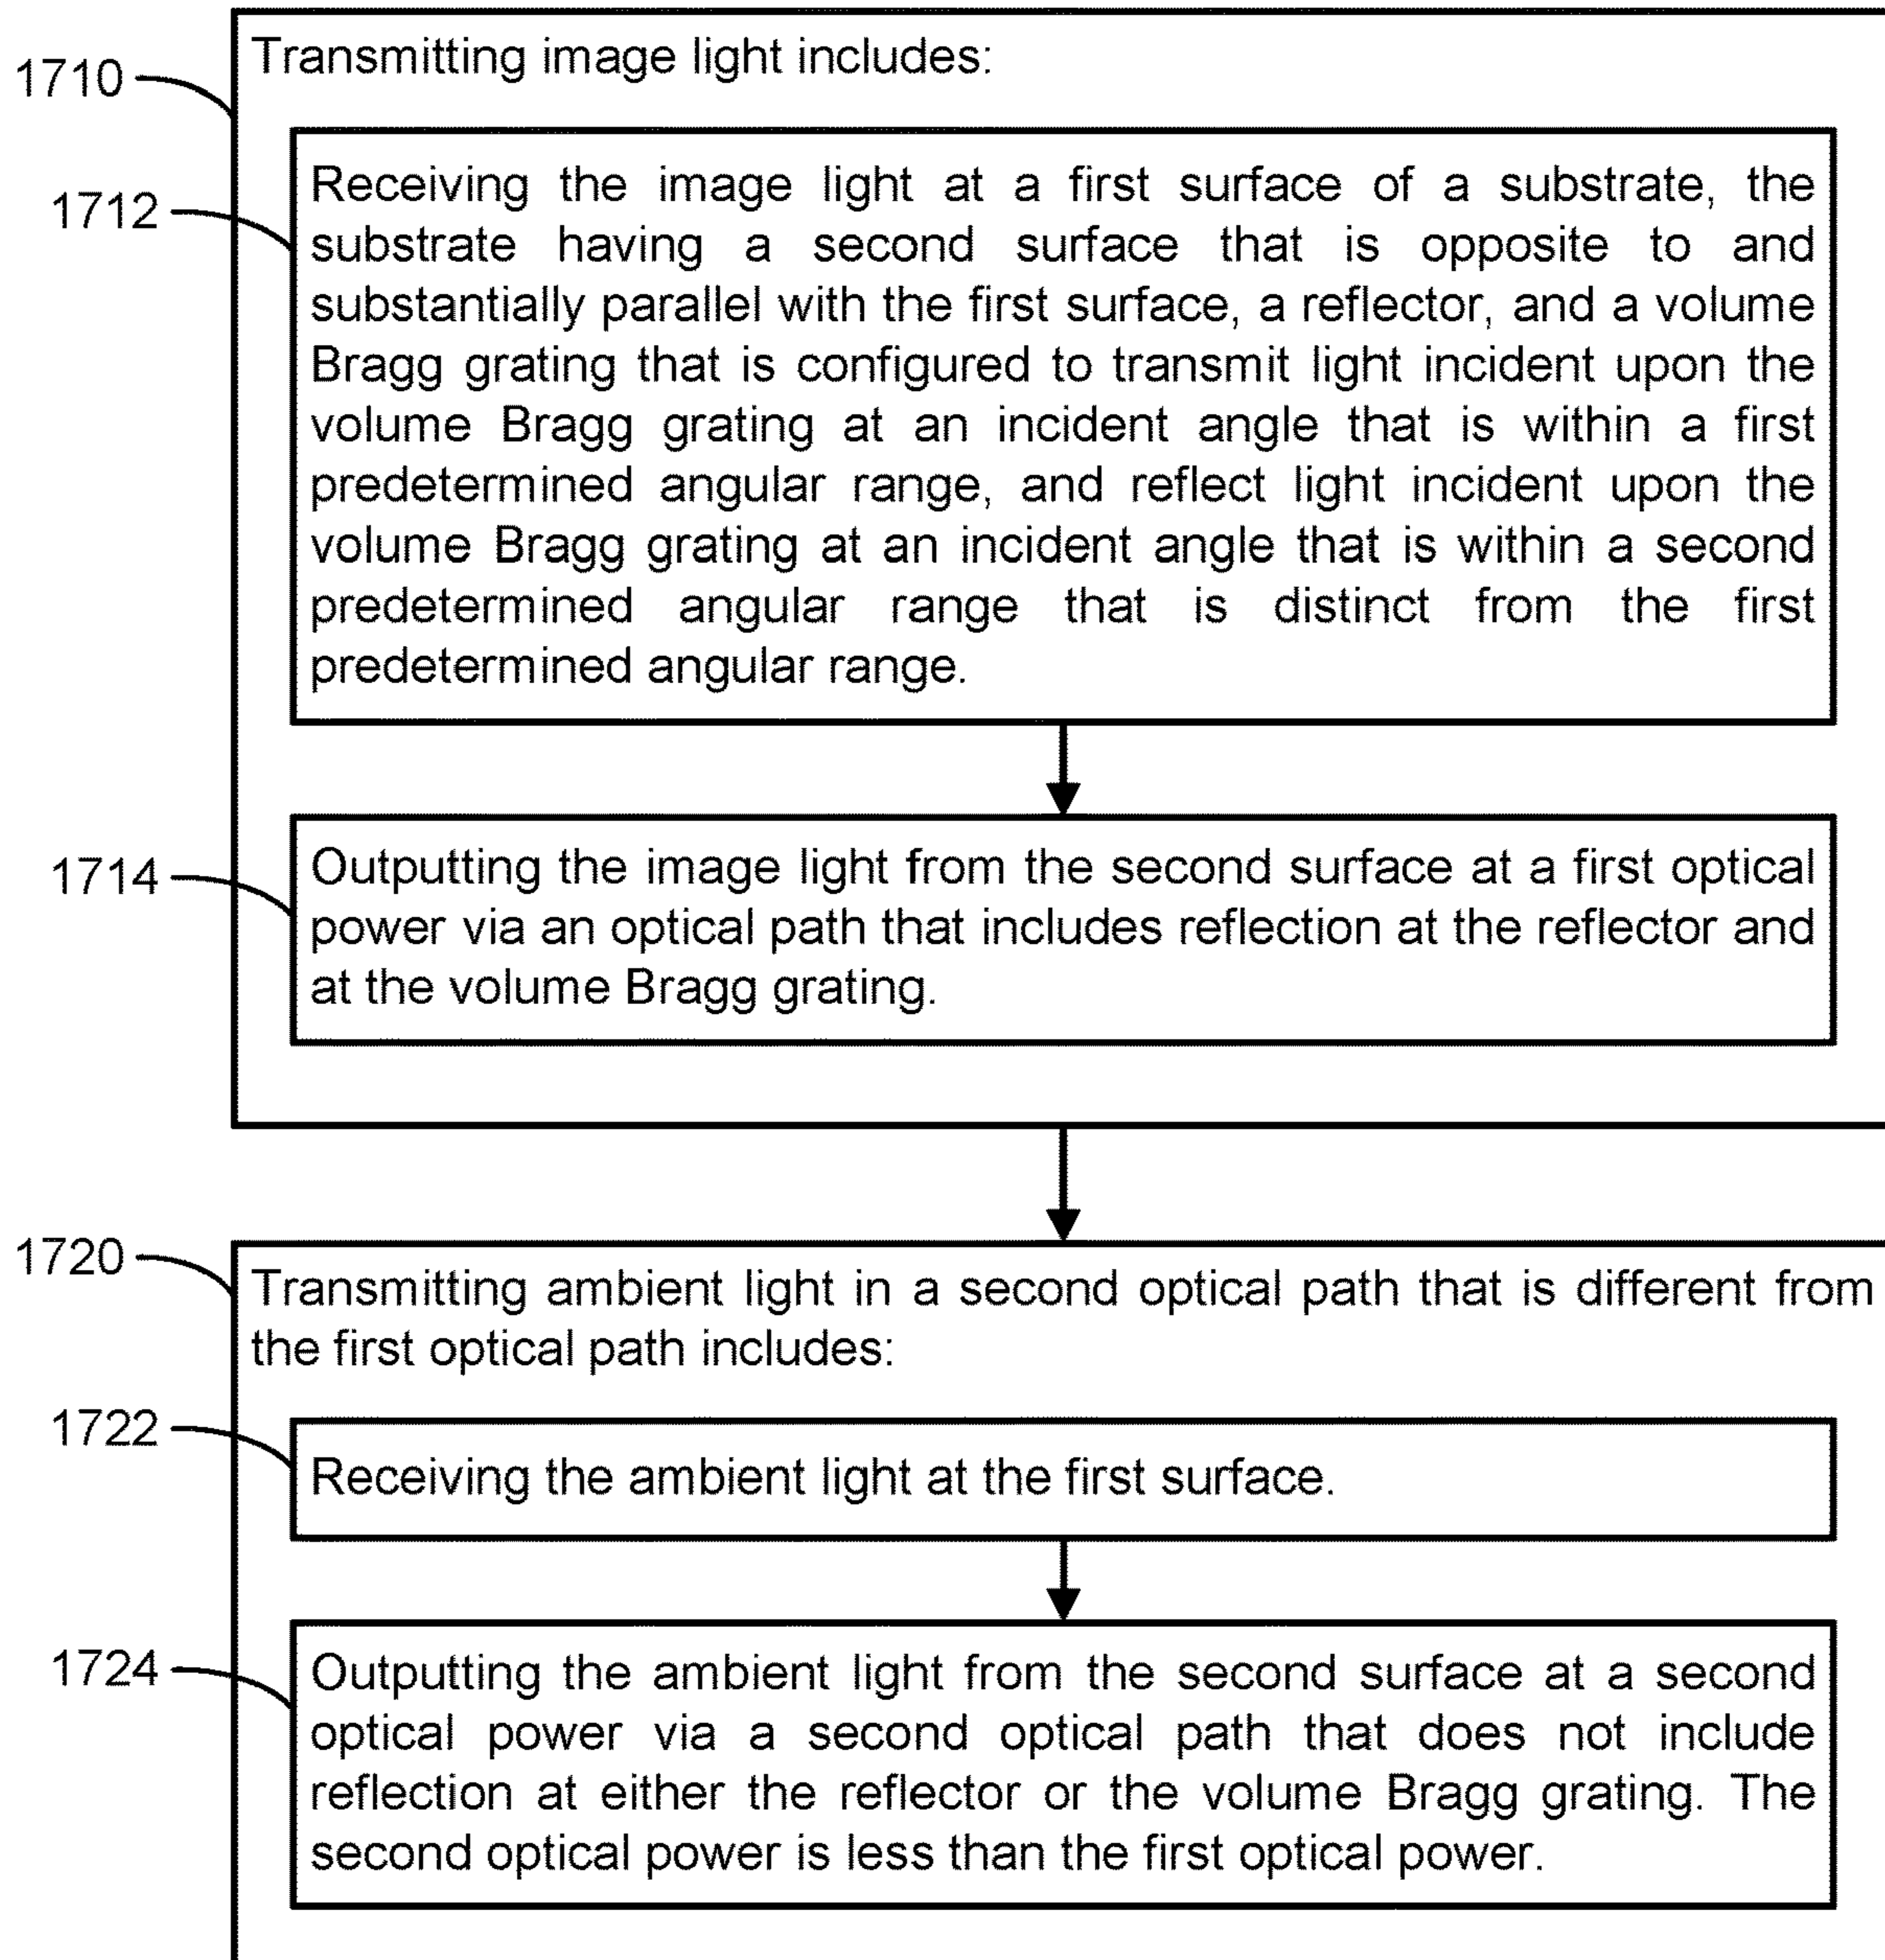 1710
Transmitting image light includes:
1712
Receiving the image light at a first surface of a substrate, the
substrate having a second surface that is opposite to and
substantially parallel with the first surface, a reflector, and a volume
Bragg grating that is configured to transmit light incident upon the
volume Bragg grating at an incident angle that is within a first
predetermined angular range, and reflect light incident upon the
volume Bragg grating at an incident angle that is within a second
predetermined angular range that is distinct from the first
predetermined angular range.
1714
Outputting the image light from the second surface at a first optical
power via an optical path that includes reflection at the reflector and
at the volume Bragg grating.
1720
Transmitting ambient light in a second optical path that is different from
the first optical path includes:
1722
Receiving the ambient light at the first surface.
1724
Outputting the ambient light from the second surface at a second
optical power via a second optical path that does not include
reflection at either the reflector or the volume Bragg grating. The
second optical power is less than the first optical power.